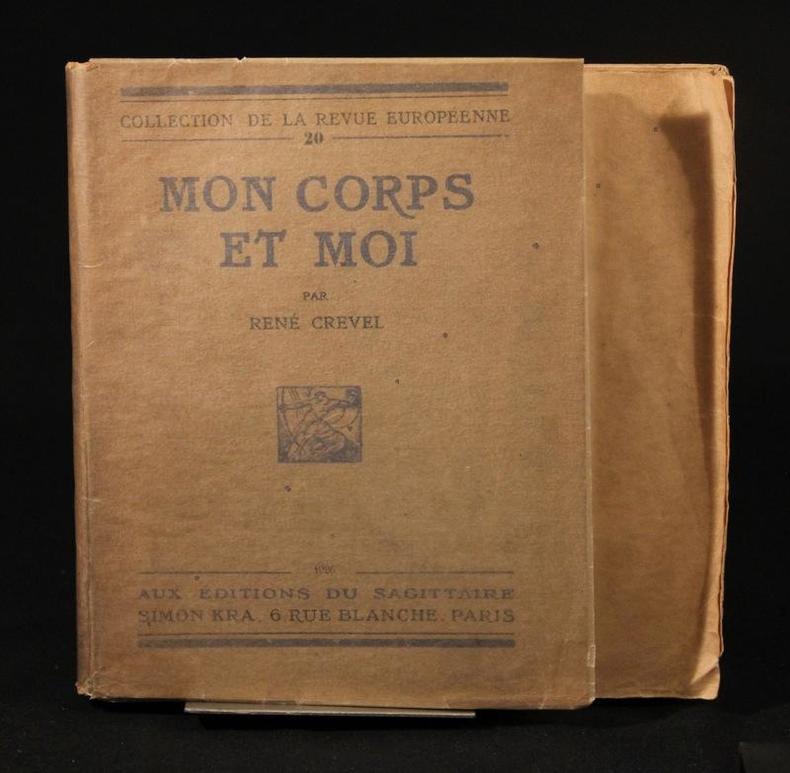 COLLECTION DE LA REVUE EUROPÉENNE
20
MON CORPS
ET MOI
PAR
RENÉ CREVEL
1926
AUX ÉDITIONS DU SAGITTAIRE
SIMON KRA, 6 RUE BLANCHE, PARIS